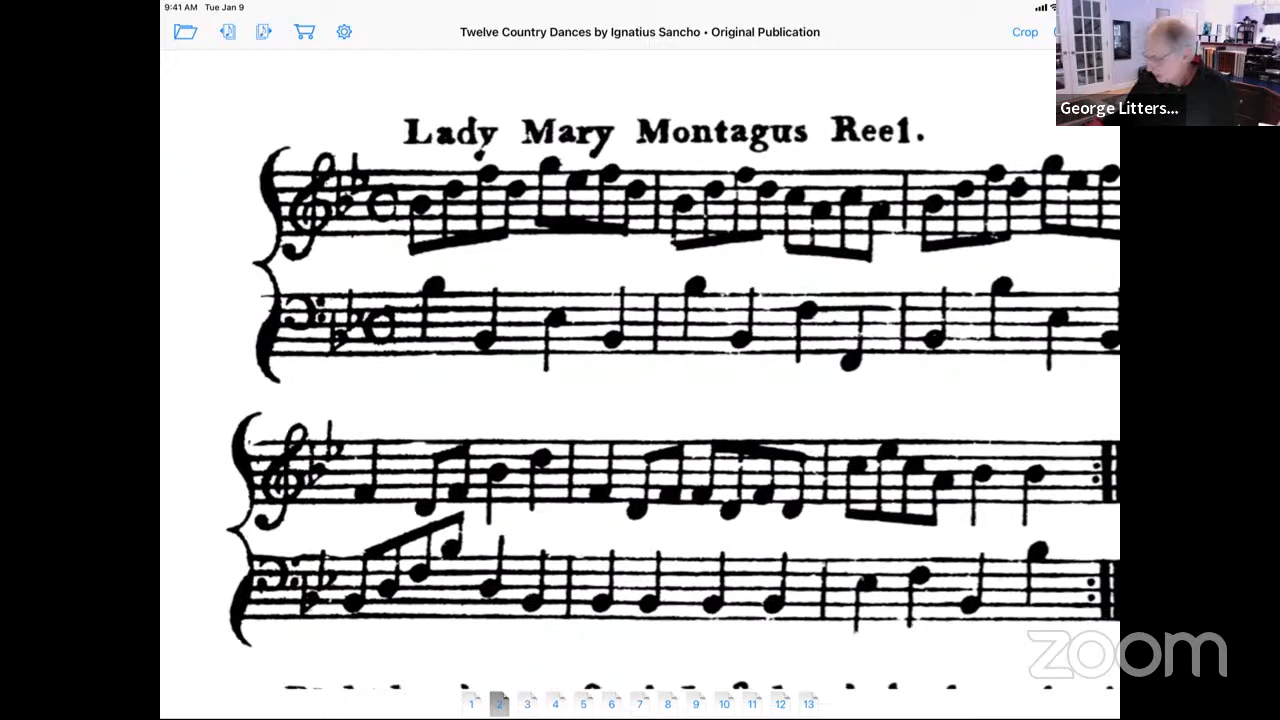 9:41 AM Tue Jan 9
Twelve Country Dances by Ignatius Sancho • Original Publication
Crop
George Litters...
Lady Mary Montagus Reel.
zoom
1 2 3 4 5 6 7 8 9 10 11 12 13